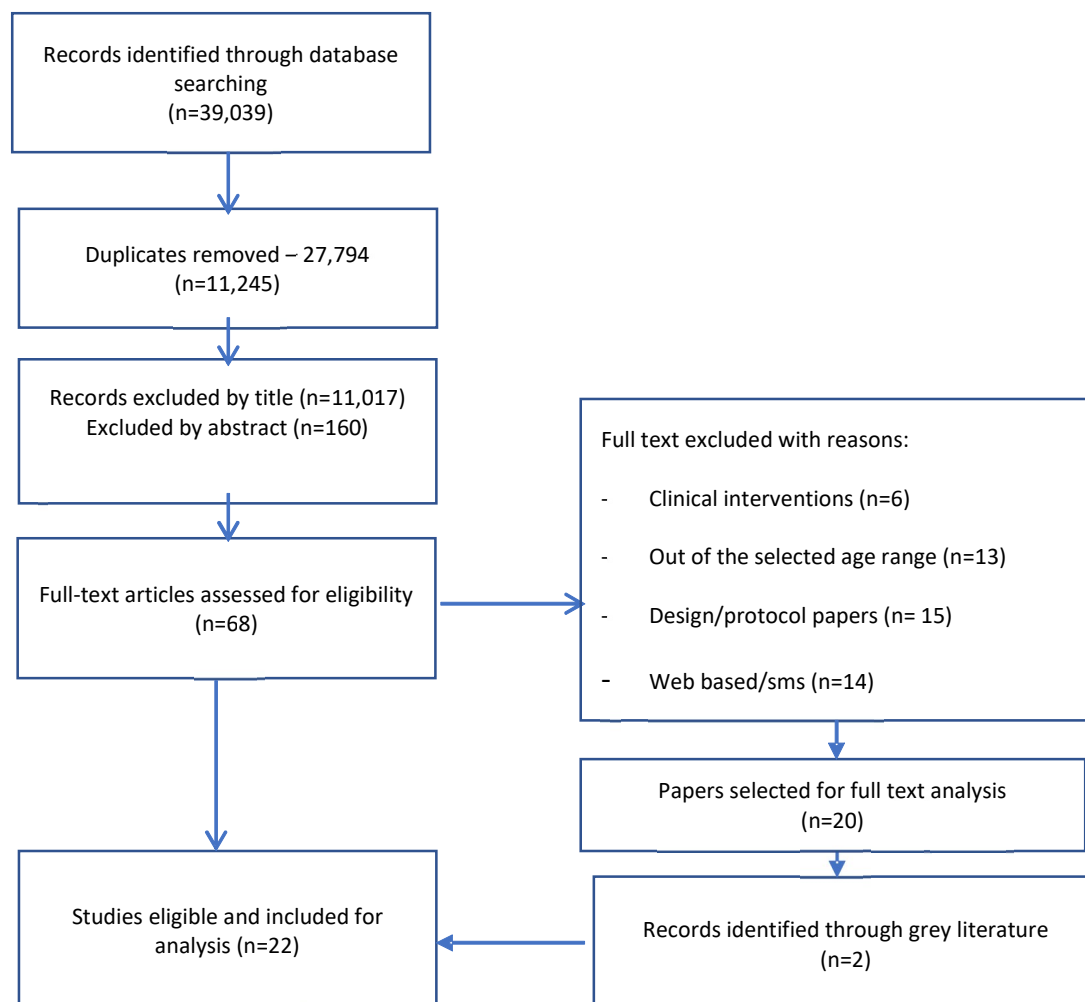 Records identified through database
searching
(n=39,039)
Duplicates removed – 27,794
(n=11,245)
Records excluded by title (n=11,017)
Excluded by abstract (n=160)
Full-text articles assessed for eligibility
(n=68)
Full text excluded with reasons:
- Clinical interventions (n=6)
- Out of the selected age range (n=13)
- Design/protocol papers (n= 15)
- Web based/sms (n=14)
Papers selected for full text analysis
(n=20)
Records identified through grey literature
(n=2)
Studies eligible and included for
analysis (n=22)